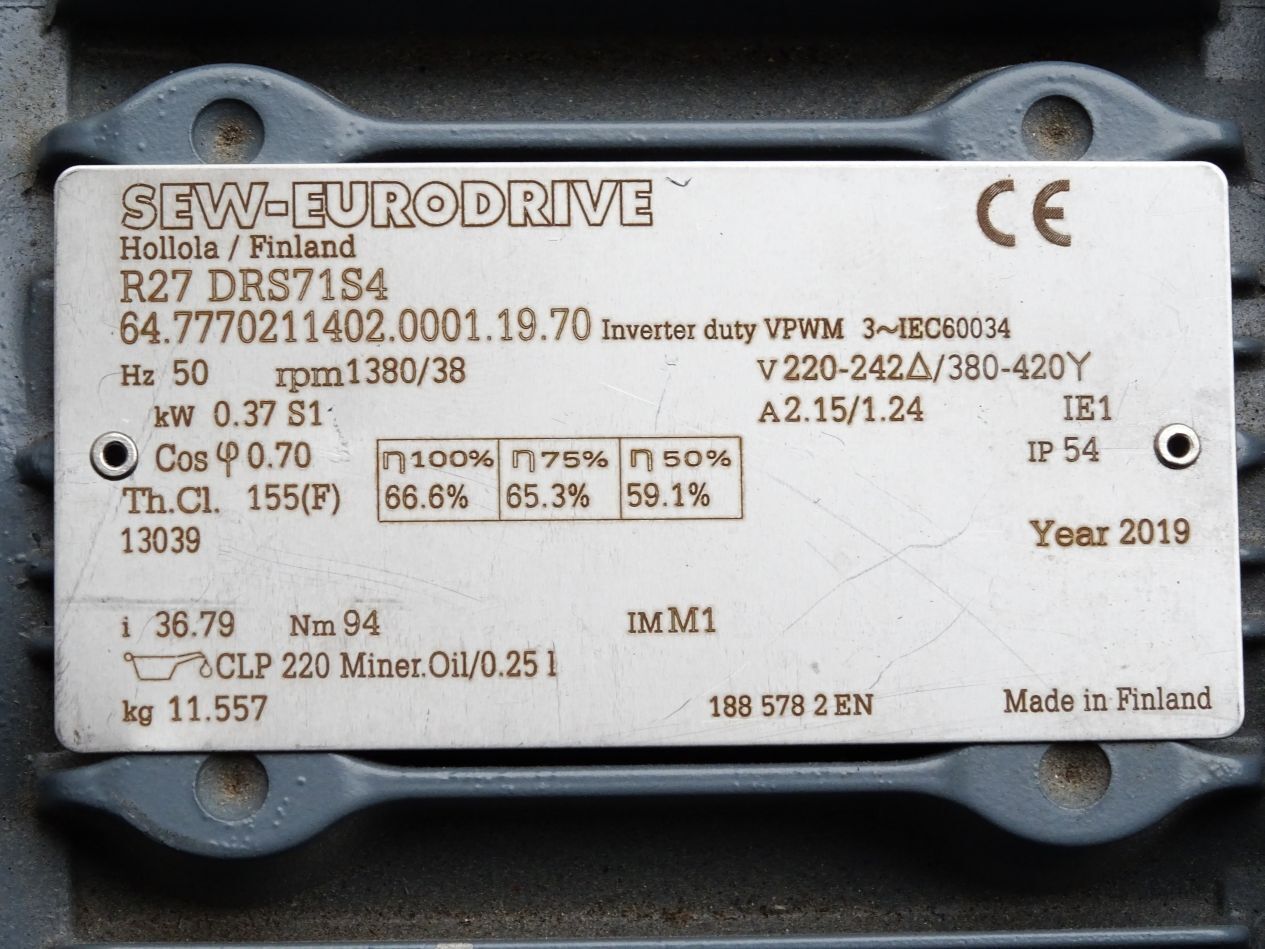 SEW-EURODRIVE CE
Hollola / Finland
R27 DRS71S4
64.7770211402.0001.19.70 Inverter duty VPWM 3~IEC60034
Hz 50 rpm 1380/38 V 220-242Δ/380-420Y
kW 0.37 S1 A 2.15/1.24 IE1
Cos φ 0.70 η 100% η 75% η 50% IP 54
Th.Cl. 155(F) 66.6% 65.3% 59.1%
13039 Year 2019
i 36.79 Nm 94 IM M1
CLP 220 Miner.Oil/0.25 l
kg 11.557 188 578 2 EN Made in Finland